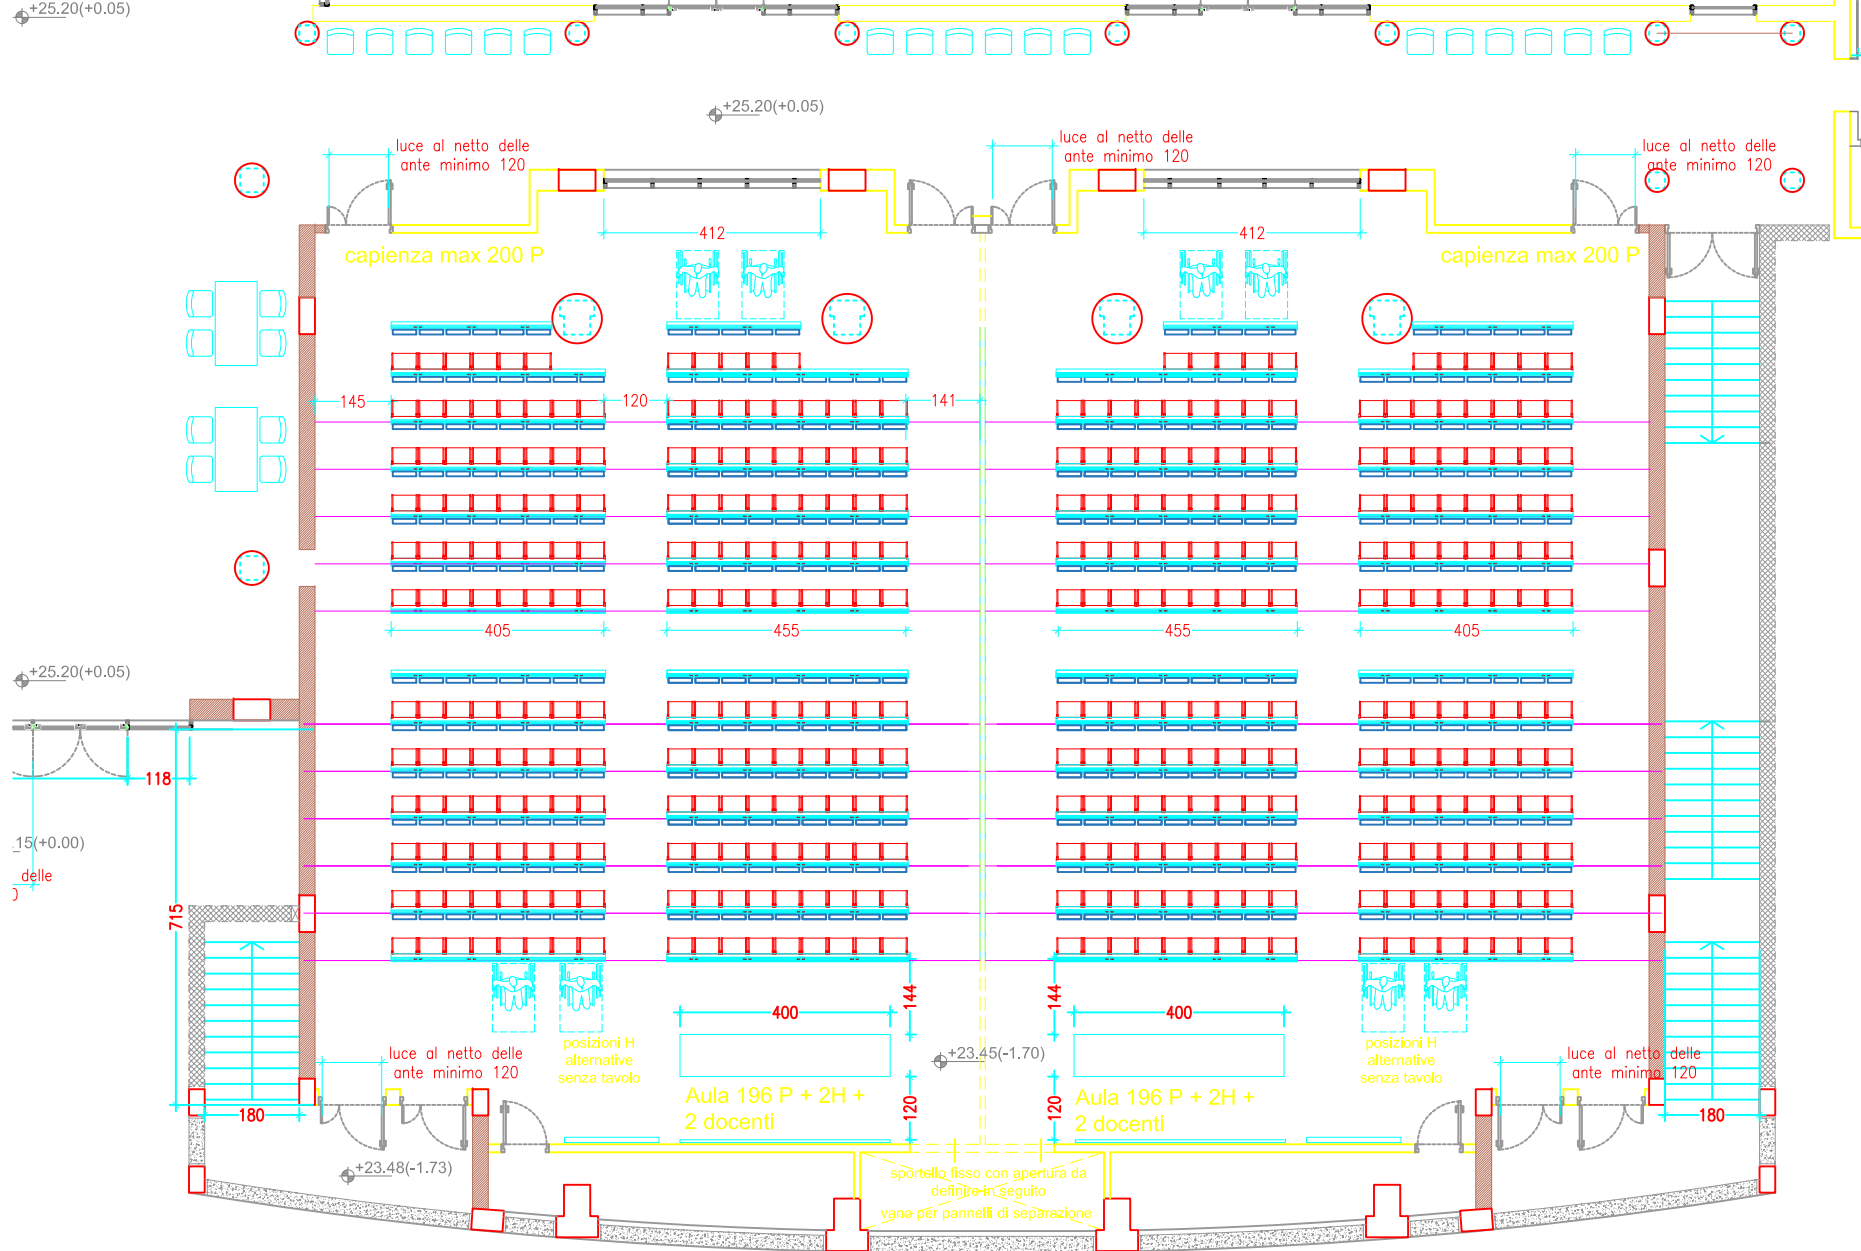 +25.20(+0.05)
+25.20(+0.05)
luce al netto delle
ante minimo 120
luce al netto delle
ante minimo 120
luce al netto delle
ante minimo 120
412
412
capienza max 200 P
capienza max 200 P
145
120
141
405
455
455
405
+25.20(+0.05)
118
.15(+0.00)
delle
715
144
144
400
400
posizioni H
alternative
senza tavolo
posizioni H
alternative
senza tavolo
+23.45(-1.70)
luce al netto delle
ante minimo 120
luce al netto delle
ante minimo 120
Aula 196 P + 2H +
2 docenti
Aula 196 P + 2H +
2 docenti
120
120
180
180
+23.48(-1.73)
sportello fisso con apertura da
definire in seguito
vano per pannelli di separazione